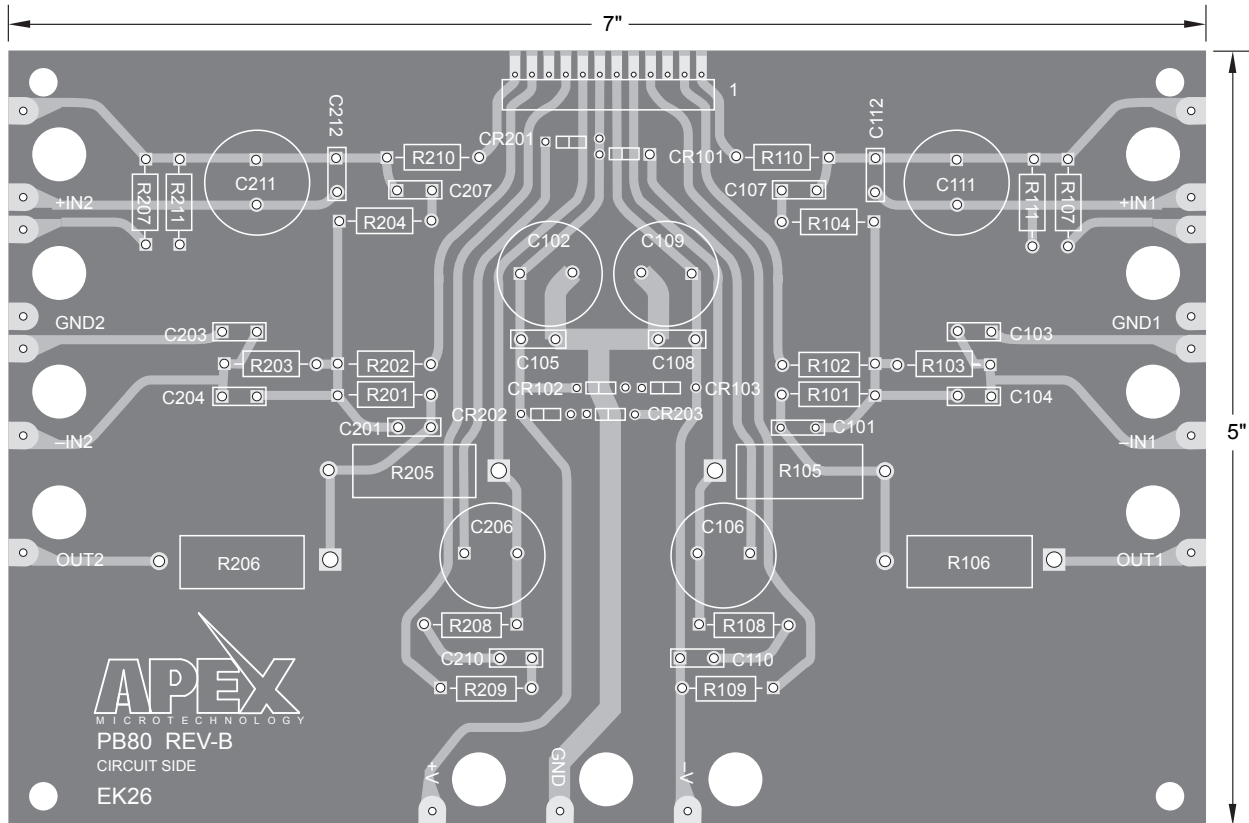 7"
1
C212
C112
CR201
CR101
R210
R110
C211
C111
C207
C107
R207
R211
R111
R107
+IN2
+IN1
R204
R104
C102
C109
GND2
GND1
C203
C103
C105
C108
R203
R202
R102
R103
CR102
CR103
C204
R201
R101
C104
CR202
CR203
C201
C101
–IN2
–IN1
5"
R205
R105
C206
C106
OUT2
R206
R106
OUT1
R208
R108
C210
C110
R209
R109
APEX
MICROTECHNOLOGY
PB80 REV-B
CIRCUIT SIDE
EK26
+V
GND
–V